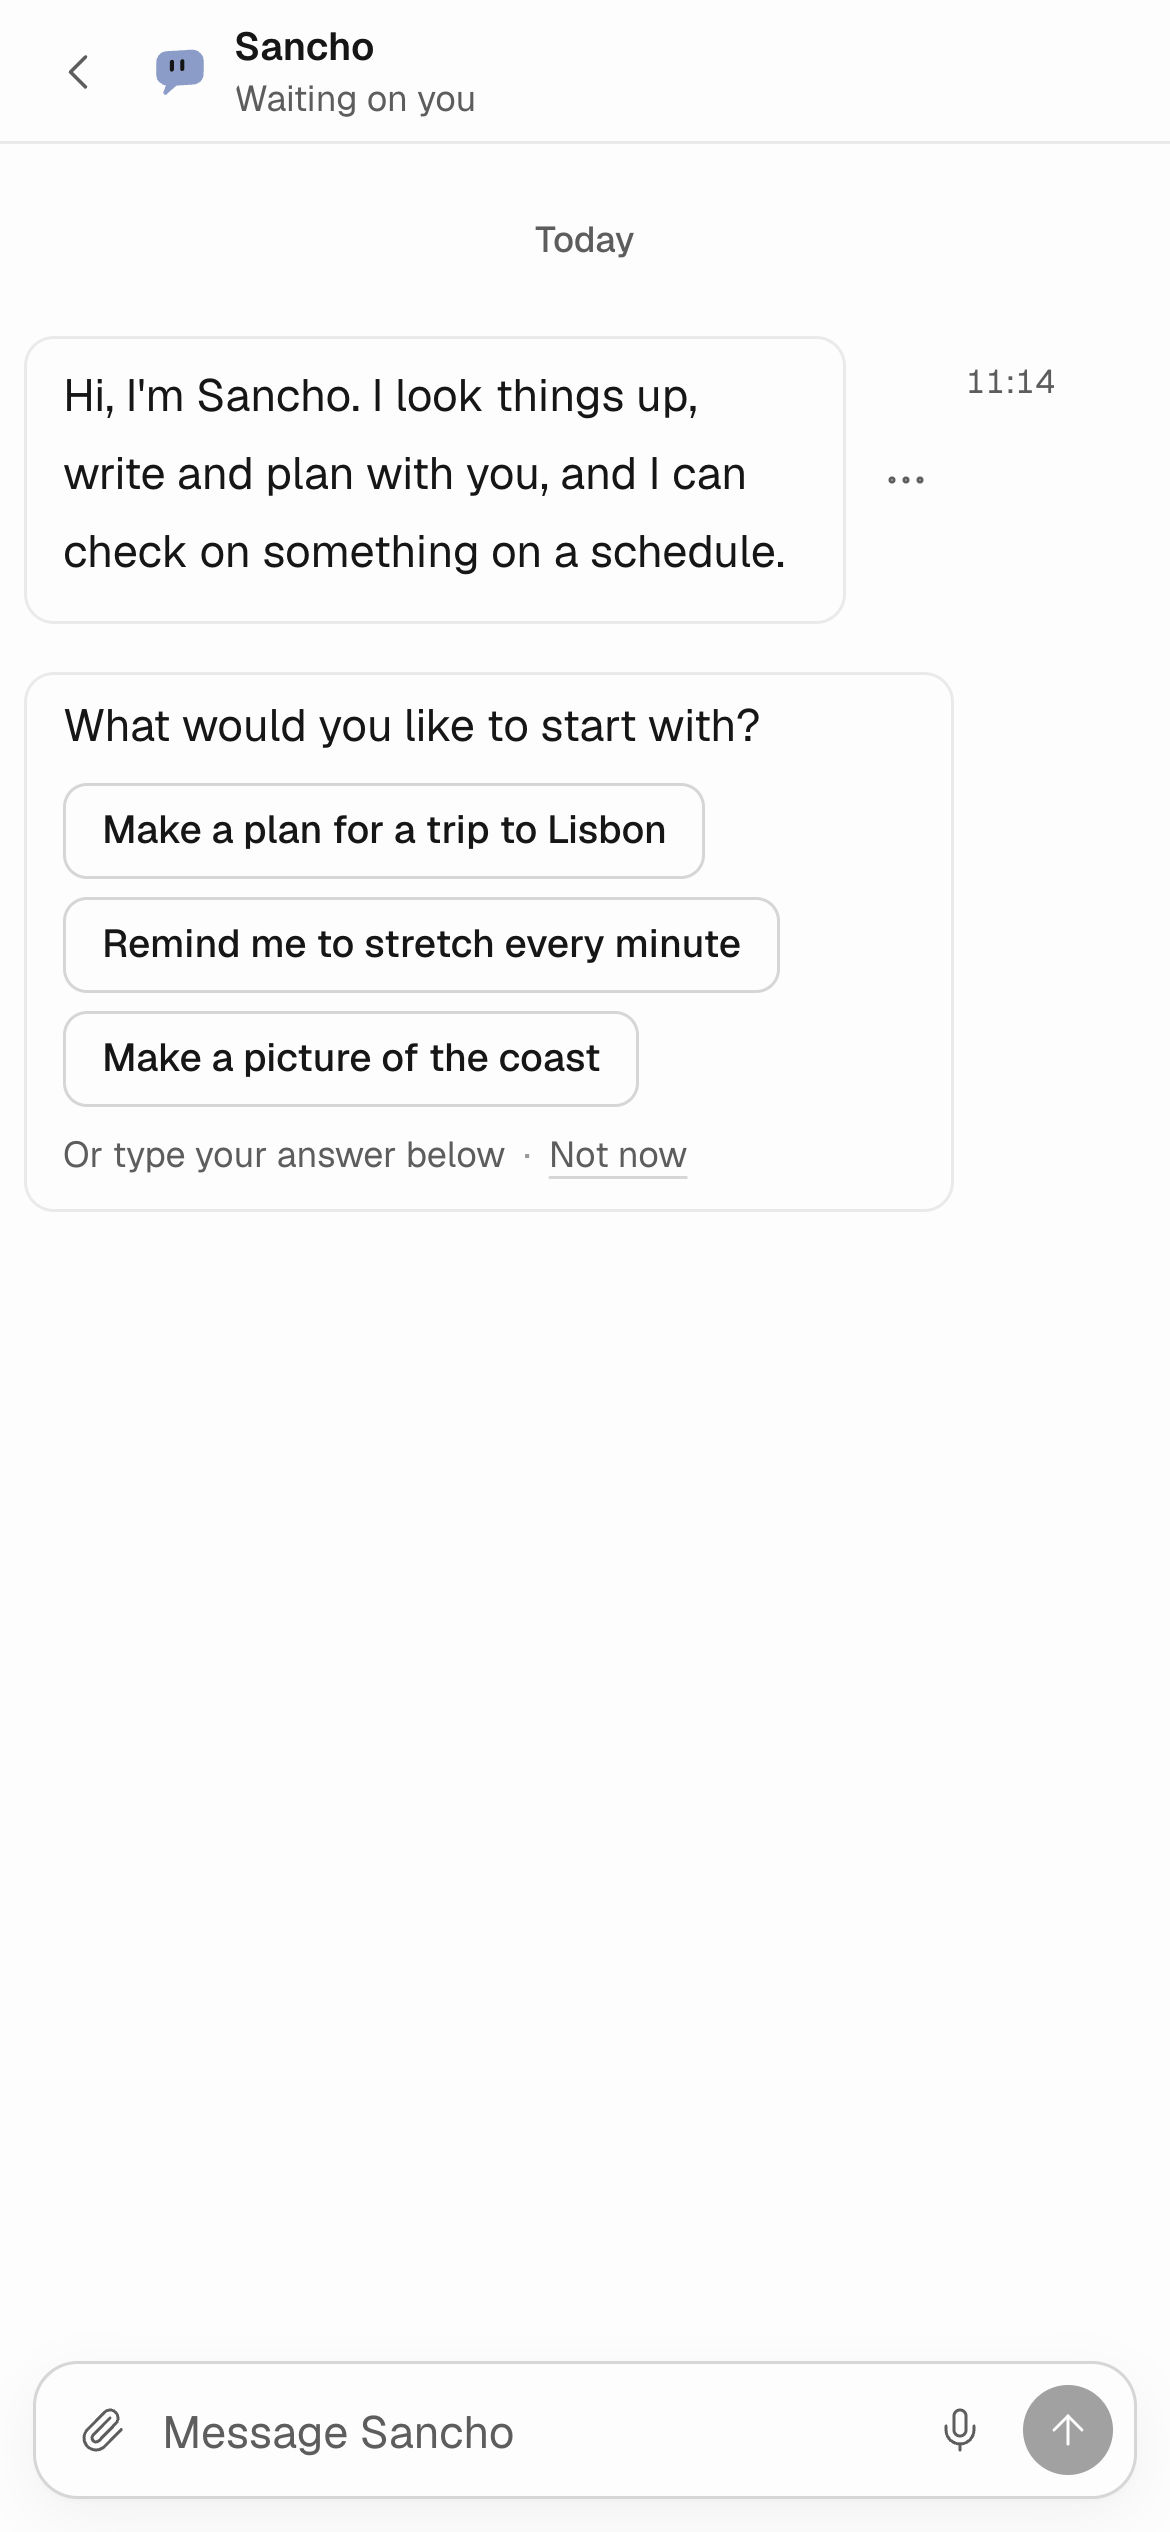 Sancho
Waiting on you
Today
Hi, I'm Sancho. I look things up,
write and plan with you, and I can
check on something on a schedule.
11:14
What would you like to start with?
Make a plan for a trip to Lisbon
Remind me to stretch every minute
Make a picture of the coast
Or type your answer below · Not now
Message Sancho